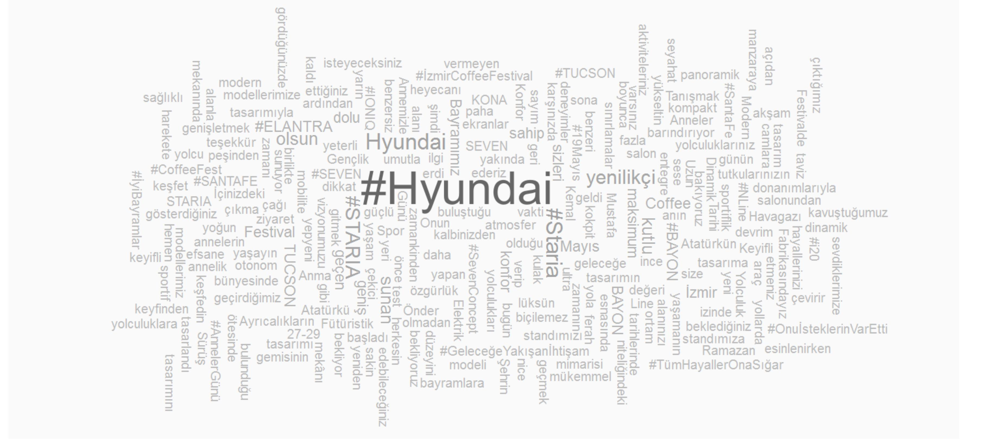 gördüğünüzde
aktiviteleriniz
manzaraya
seyahat
açıdan
kaldı
isteyeceksiniz
vermeyen
çıktığımız
mekanında
yarın
#İzmirCoffeeFestival
#TUCSON
panoramik
yükseltin
modern
Annemizle
benzersiz
boyunca
deneyimler
karşınızda
#SantaFe
Konfor
varsınız
#IONIQ
ettiğiniz
heyecanı
alanla
sağlıklı
modellerimize
sayım
Festivalde
Tanışmak
Modern
KONA
sona
Bayramımız
ardından
sınırlamalar
şimdi
alanı
kompakt
harekete
tasarımıyla
paha
benzeri
akşam
dolu
Anneler
ekranlar
#19Mayıs
camlara
tasarım
genişletmek
#ELANTRA
sahip
barındırıyor
olsun
Hyundai
fazla
teşekkür
zamanı
yeterli
SEVEN
geri
sizleri
yolculuklarınız
birlikte
sunuyor
yolcu
peşinden
salon
entegre
taviz
Gençlik
umutla
ilgi
yakında
sese
Uzun
Dinamik
günün
#CoffeeFest
#İyiBayramlar
mobilite
#SEVEN
erdi
ederiz
bakıyoruz
tutkularınızın
yenilikçi
#SANTAFE
keşfet
dikkat
#Hyundai
Kemal
#NLine
sportiflik
donanımlarıyla
İçinizdeki
Günü
maksimum
Mustafa
geldi
STARIA
#STARIA
vizyonumuzu
Coffee
salonundan
çıkma
çağı
Tarihi
kokpit
gösterdiğiniz
gitmek
güçlü
zamankinden
buluştuğu
vakti
#Staria
anın
Havagazı
kavuştuğumuz
ziyaret
yepyeni
kutlu
hemen
modellerimiz
yoğun
yaşam
Onun
atmosfer
#BAYON
dinamik
hayallerinizi
Festival
Spor
kalbinizden
devrim
Fabrikasındayız
annelerin
yeri
olduğu
Mayıs
Atatürkün
Keyifli
#i20
sevdiklerimize
TUCSON
#SevenConcept
keyifli
efsane
yaşayın
geçen
daha
konfor
kulak
önce
verip
etmeniz
annelik
otonom
geleceğe
ince
tasarıma
araç
sportif
çekici
ultra
keşfedin
bünyesinde
Anma
yapan
yolculukları
tasarımın
size
yeni
Yolculuk
sunan
geniş
gibi
test
özgürlük
zamanının
yola
BAYON
değeri
İzmir
geçirdiğimiz
yaşamanın
esnasında
çevirir
Elektrik
bugün
lüksün
Line
alanınızı
yollarda
keyfinden
Atatürkü
Önder
ortam
izinde
tarihlerinde
yolculuklara
tasarlandı
#AnnelerGünü
ötesinde
Ayrıcalıkların
Fütüristik
herkesin
olmadan
biçilemez
ferah
beklediğiniz
#OnuİsteklerinVarEtti
Sürüş
27-29
bekliyor
başladı
bekliyoruz
düzeyini
standımızı
standımıza
niteliğindeki
bulunduğu
tasarımı
mekânı
yeniden
sakin
edebileceğiniz
#GeleceğeYakışanİhtişam
Ramazan
esinlenirken
tasarımını
gemisinin
modeli
Şehrin
nice
geçmek
mimarisi
#TümHayallerOnaSığar
mükemmel
bayramlara